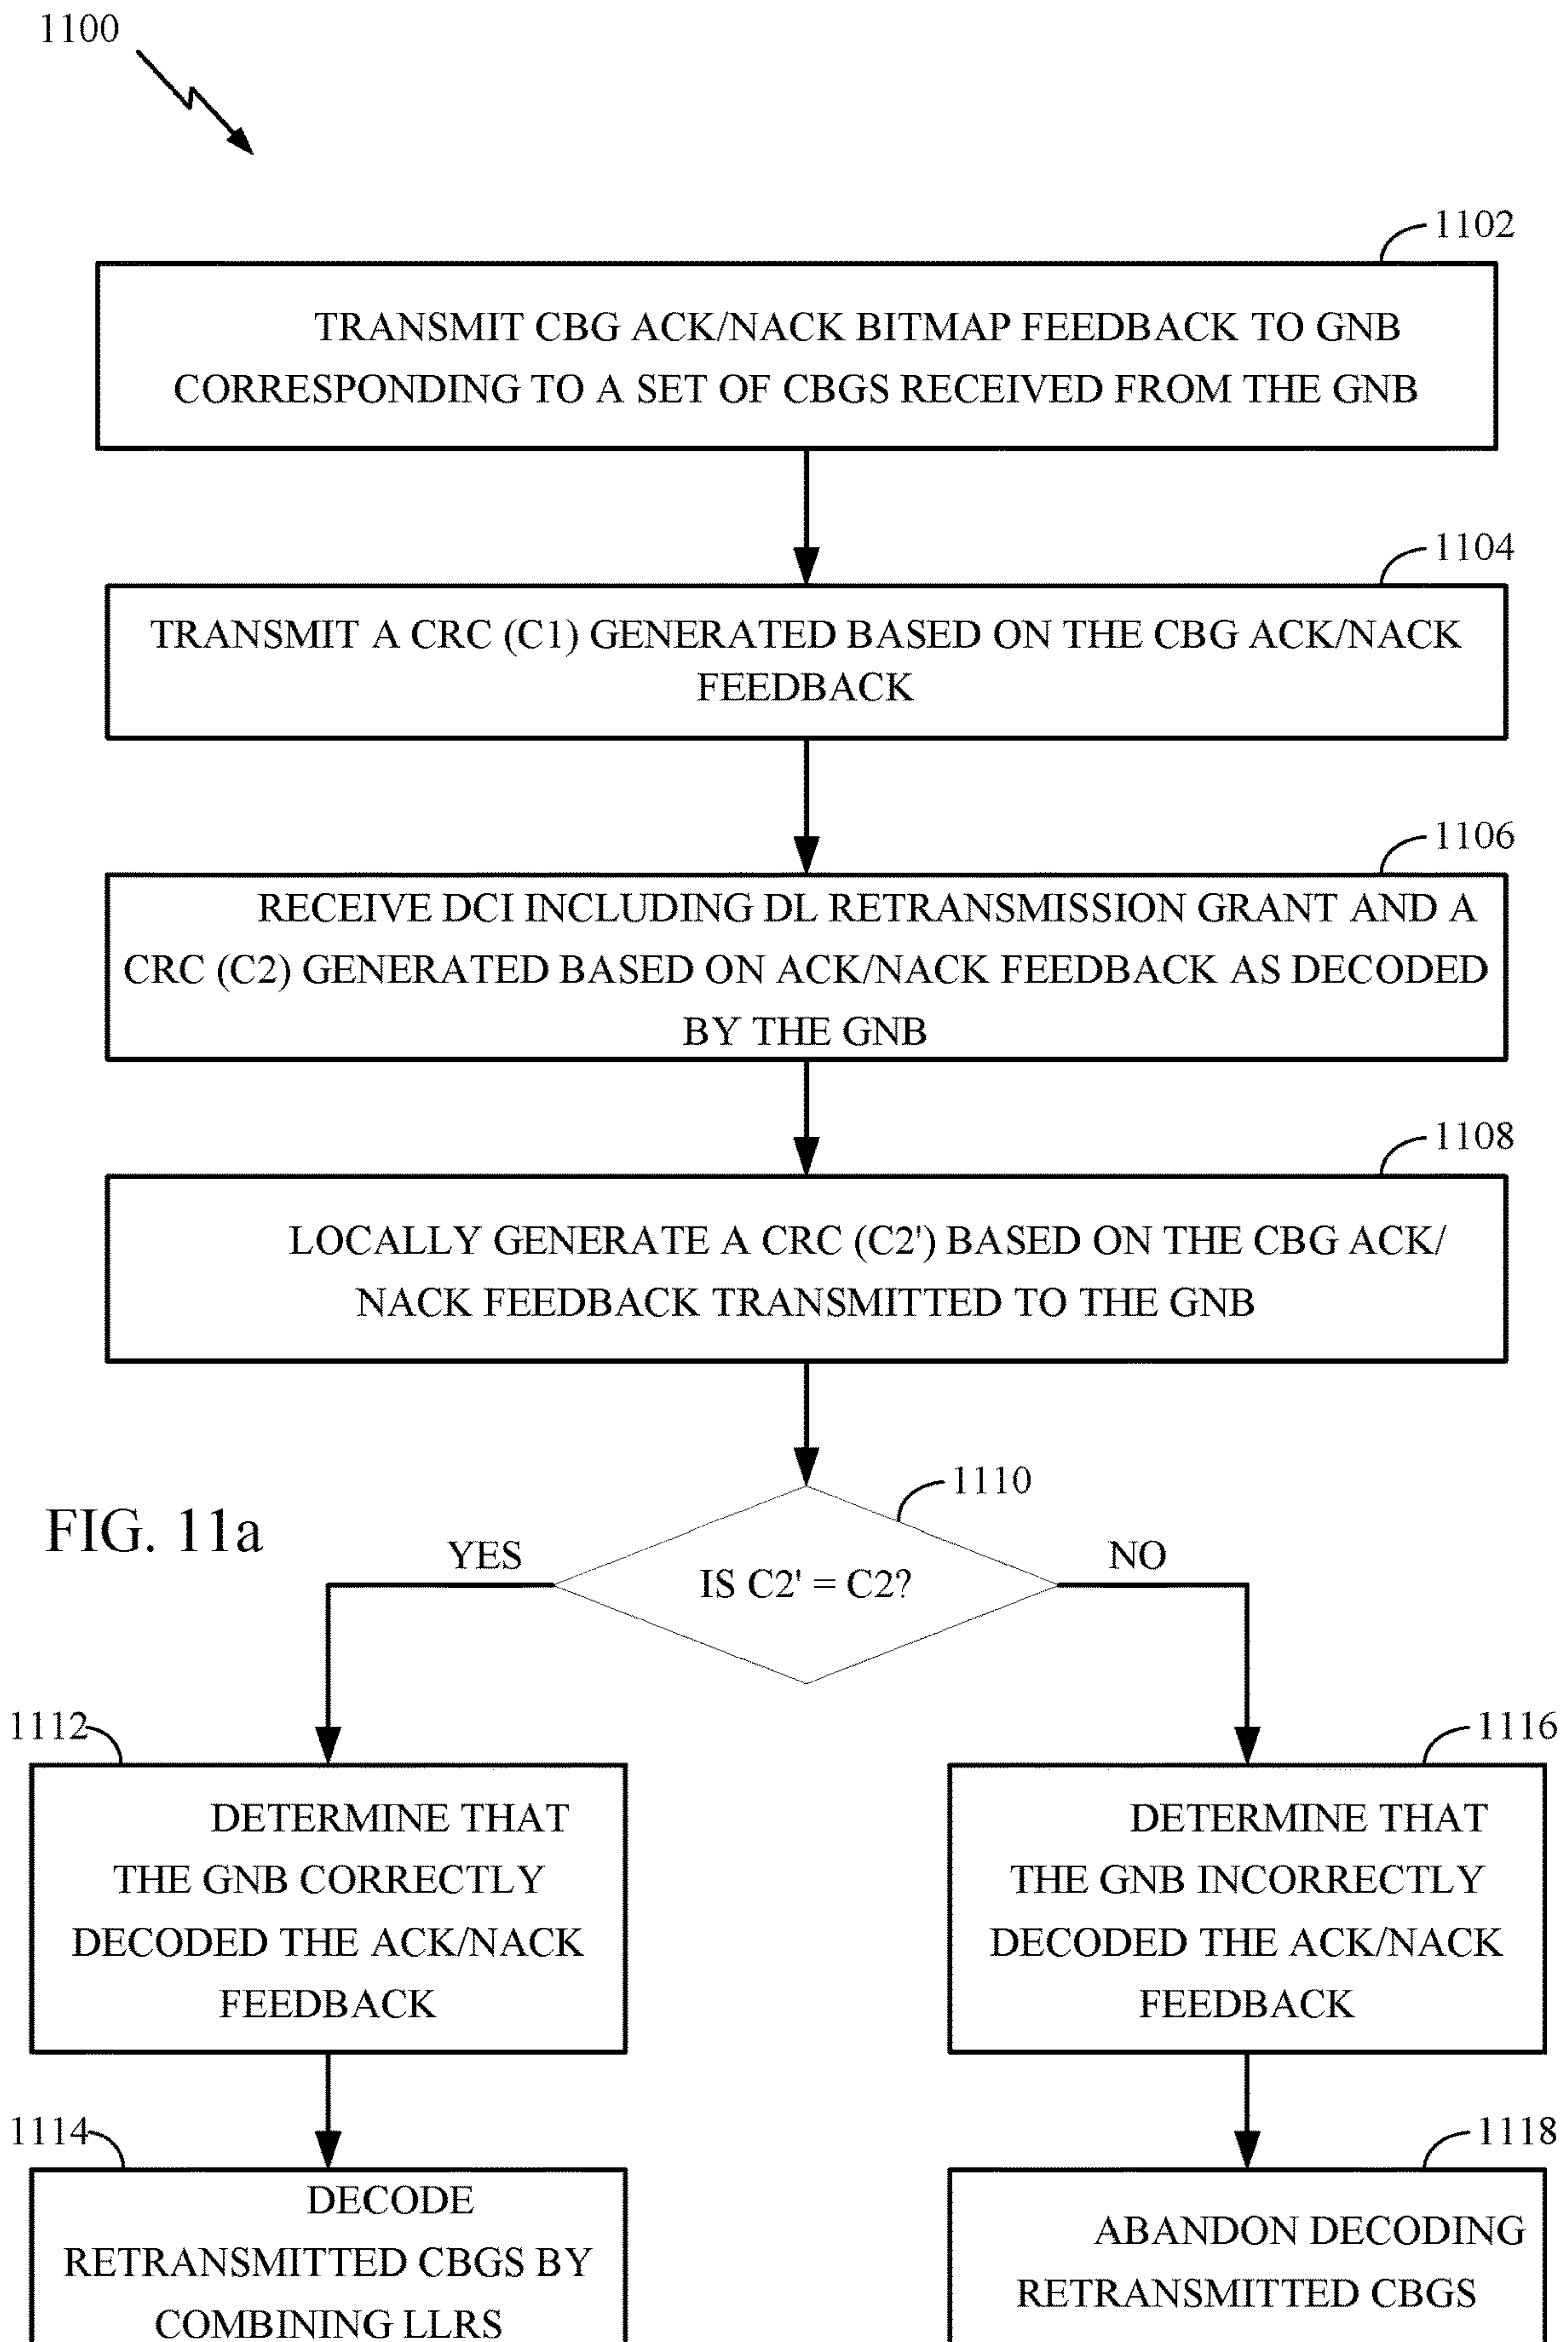 1100
1102
TRANSMIT CBG ACK/NACK BITMAP FEEDBACK TO GNB
CORRESPONDING TO A SET OF CBGS RECEIVED FROM THE GNB
1104
TRANSMIT A CRC (C1) GENERATED BASED ON THE CBG ACK/NACK
FEEDBACK
1106
RECEIVE DCI INCLUDING DL RETRANSMISSION GRANT AND A
CRC (C2) GENERATED BASED ON ACK/NACK FEEDBACK AS DECODED
BY THE GNB
1108
LOCALLY GENERATE A CRC (C2') BASED ON THE CBG ACK/
NACK FEEDBACK TRANSMITTED TO THE GNB
1110
FIG. 11a
YES
IS C2' = C2?
NO
1112
DETERMINE THAT
THE GNB CORRECTLY
DECODED THE ACK/NACK
FEEDBACK
1116
DETERMINE THAT
THE GNB INCORRECTLY
DECODED THE ACK/NACK
FEEDBACK
1114
DECODE
RETRANSMITTED CBGS BY
COMBINING LLRS
1118
ABANDON DECODING
RETRANSMITTED CBGS